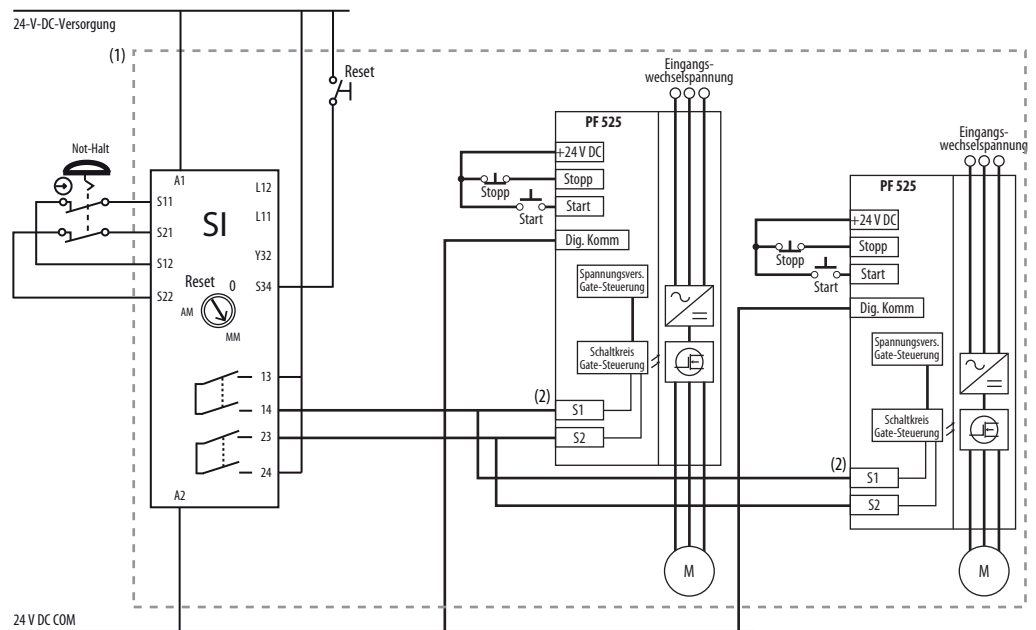 24-V-DC-Versorgung
(1)
Reset
Not-Halt
A1
L12
S11
L11
SI
S21
Y32
S12
Reset
0
S34
S22
AM
MM
13
14
23
24
A2
24 V DC COM
Eingangs-
wechselspannung
PF 525
+24 V DC
Stopp
Stopp
Start
Start
Dig. Komm
Spannungsvers.
Gate-Steuerung
Schaltkreis
Gate-Steuerung
(2)
S1
S2
M
Eingangs-
wechselspannung
PF 525
+24 V DC
Stopp
Stopp
Start
Start
Dig. Komm
Spannungsvers.
Gate-Steuerung
Schaltkreis
Gate-Steuerung
(2)
S1
S2
M